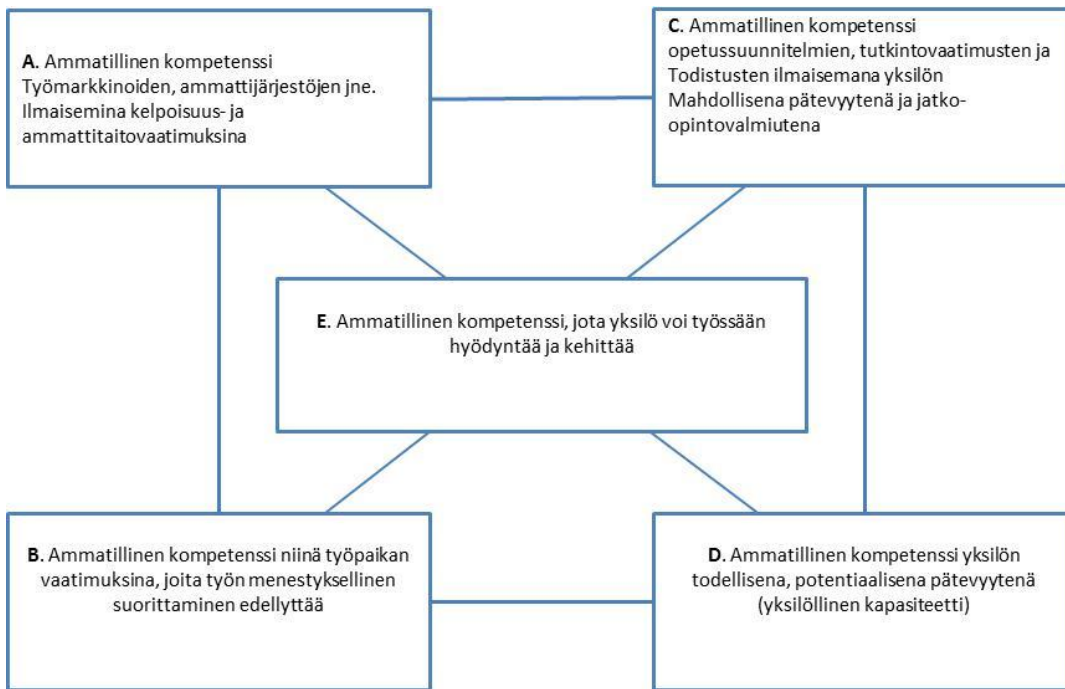 A. Ammatillinen kompetenssi
Työmarkkinoiden, ammattijärjestöjen jne.
Ilmaisemina kelpoisuus- ja
ammattitaitovaatimuksina
C. Ammatillinen kompetenssi
opetussuunnitelmien, tutkintovaatimusten ja
Todistusten ilmaisemana yksilön
Mahdollisena pätevyytenä ja jatko-
opintovalmiutena
E. Ammatillinen kompetenssi, jota yksilö voi työssään
hyödyntää ja kehittää
B. Ammatillinen kompetenssi niinä työpaikan
vaatimuksina, joita työn menestyksellinen
suorittaminen edellyttää
D. Ammatillinen kompetenssi yksilön
todellisena, potentiaalisena pätevyytenä
(yksilöllinen kapasiteetti)